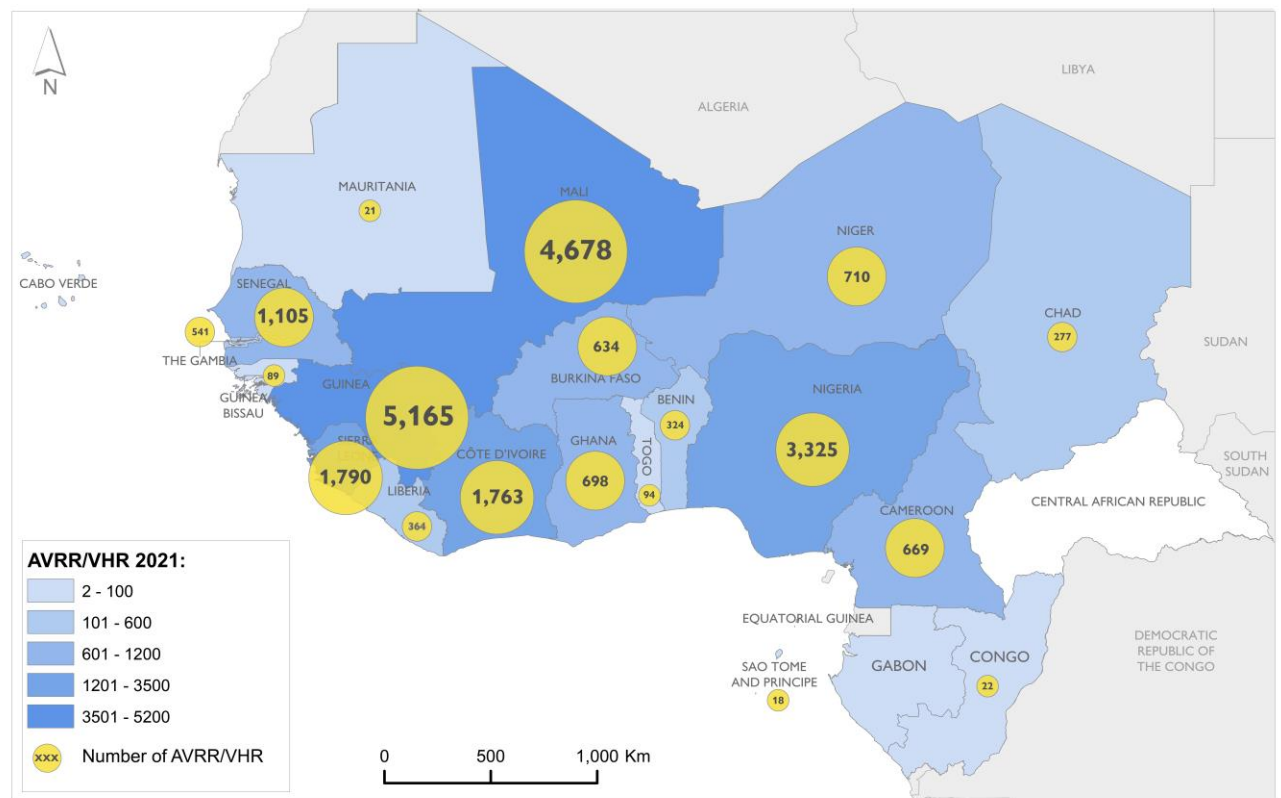 N
LIBYA
ALGERIA
MAURITANIA
21
MALI
4,678
NIGER
710
CABO VERDE
SENEGAL
1,105
CHAD
277
541
THE GAMBIA
634
BURKINA FASO
SUDAN
89
GUINEA
BISSAU
GUINEA
5,165
NIGERIA
3,325
BENIN
324
SIERRA
LEONE
1,790
CÔTE D'IVOIRE
1,763
GHANA
698
TOGO
94
LIBERIA
364
SOUTH
SUDAN
CENTRAL AFRICAN REPUBLIC
CAMEROON
669
EQUATORIAL GUINEA
SAO TOME
AND PRINCIPE
18
GABON
CONGO
22
DEMOCRATIC
REPUBLIC OF
THE CONGO
AVRR/VHR 2021:
2 - 100
101 - 600
601 - 1200
1201 - 3500
3501 - 5200
xxx Number of AVRR/VHR
0 500 1,000 Km